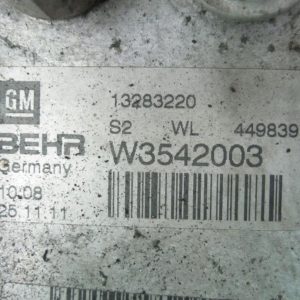 GM 13283220
S2 WL 449839
BEHR W3542003
Germany
10:08
25.11.11